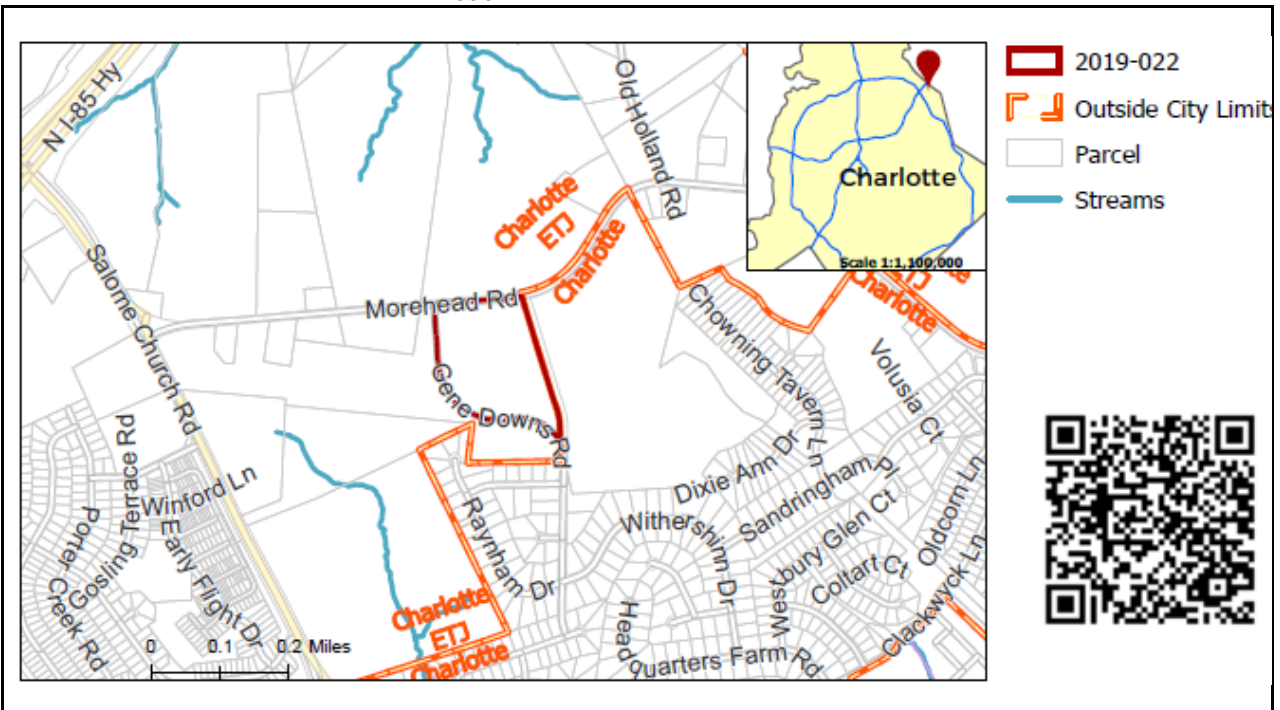 N I-85 Hy
Old Holland Rd
Charlotte
ETJ
Charlotte
Salome Church Rd
Morehead Rd
Gene Downs Rd
Chowning Tavern Ln
Volusia Ct
Dixie Ann Dr
Sandringham Pl
Withershinn Dr
Westbury Glen Ct
Coltart Ct
Oldcorn Ln
Clackwyck Ln
Headquarters Farm Rd
Raynham Dr
Winford Ln
Gosling Terrace Rd
Early Flight Dr
Porter Creek Rd
Charlotte
ETJ
Charlotte
ETJ
Charlotte
0 0.1 0.2 Miles
Charlotte
Scale 1:1,100,000
2019-022
Outside City Limits
Parcel
Streams